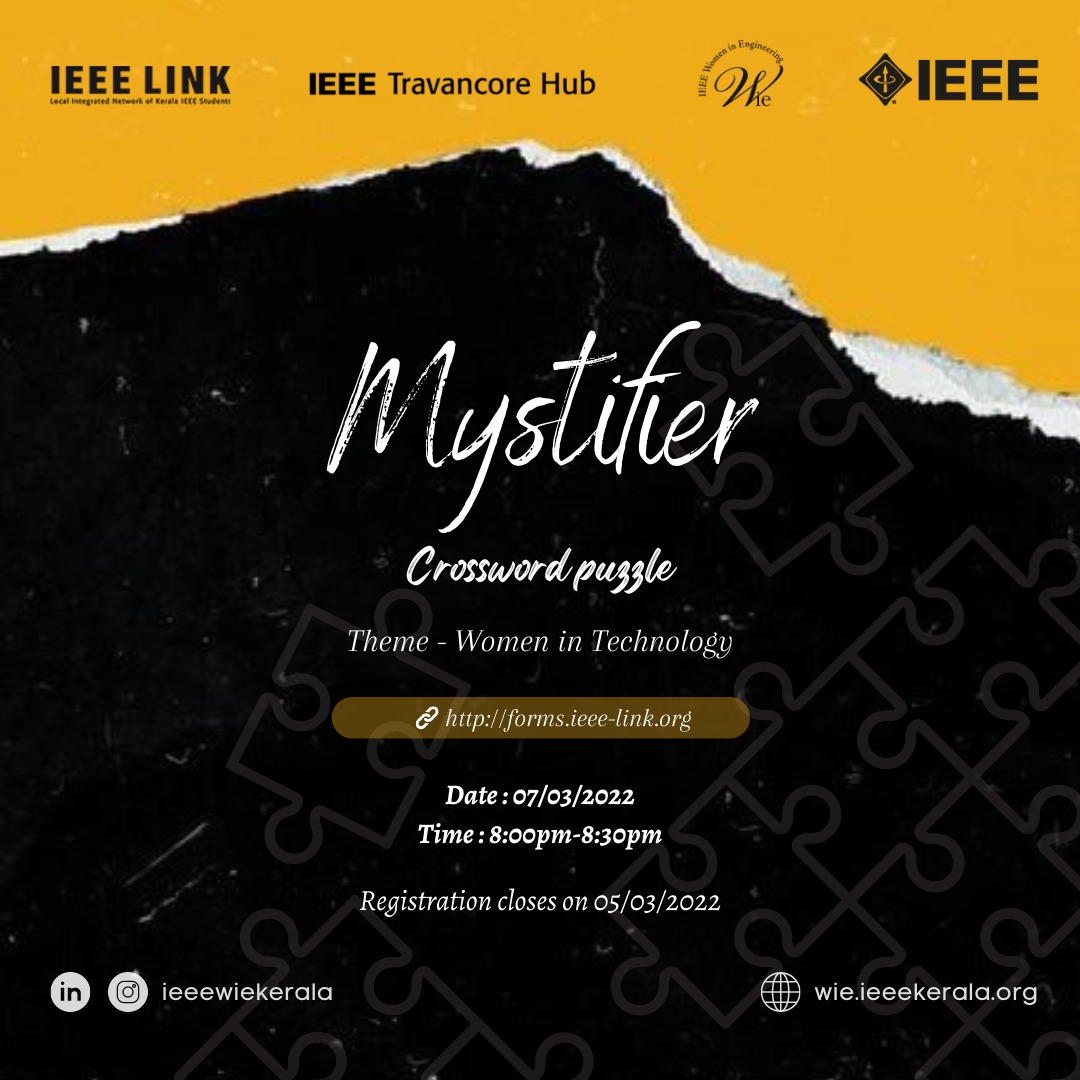 IEEE LINK
Local Integrated Network of Kerala IEEE Students
IEEE Travancore Hub
IEEE Women in Engineering
Wie
IEEE
Mystifier
Crossword puzzle
Theme - Women in Technology
http://forms.ieee-link.org
Date : 07/03/2022
Time : 8:00pm-8:30pm
Registration closes on 05/03/2022
in
ieeewiekerala
wie.ieeekerala.org